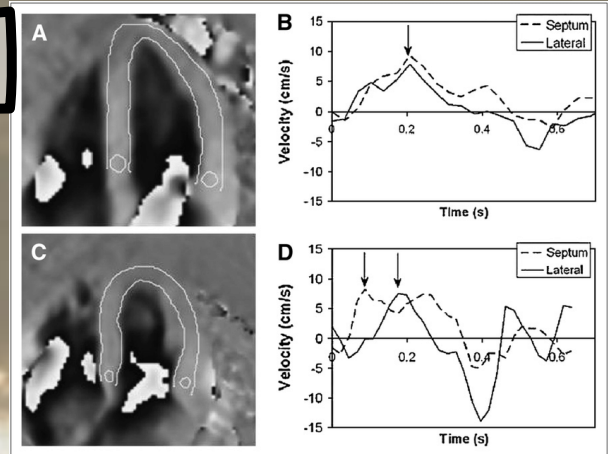 A
B
Septum
Lateral
Velocity (cm/s)
15
10
5
0
-5
-10
-15
0
0.2
0.4
0.6
Time (s)
C
D
Septum
Lateral
Velocity (cm/s)
15
10
5
0
-5
-10
-15
0
0.2
0.4
0.6
Time (s)